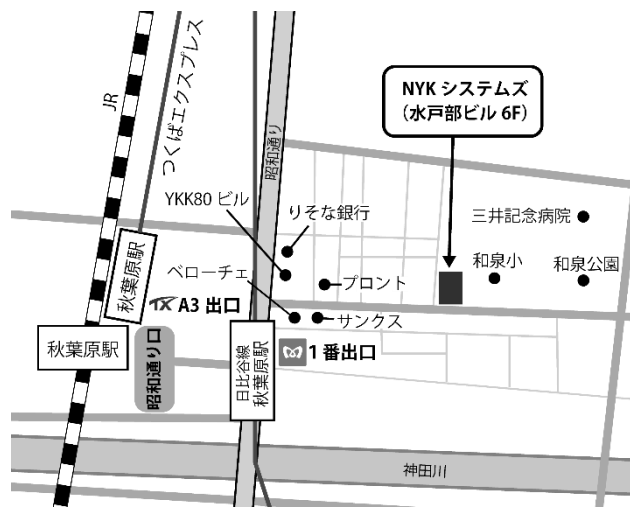 JR
つくばエクスプレス
昭和通り
NYK システムズ
（水戸部ビル 6F）
YKK80 ビル
りそな銀行
三井記念病院
ベローチェ
プロント
和泉小
和泉公園
秋葉原駅
TX A3 出口
サンクス
秋葉原駅
昭和通り口
日比谷線
秋葉原駅
1 番出口
神田川